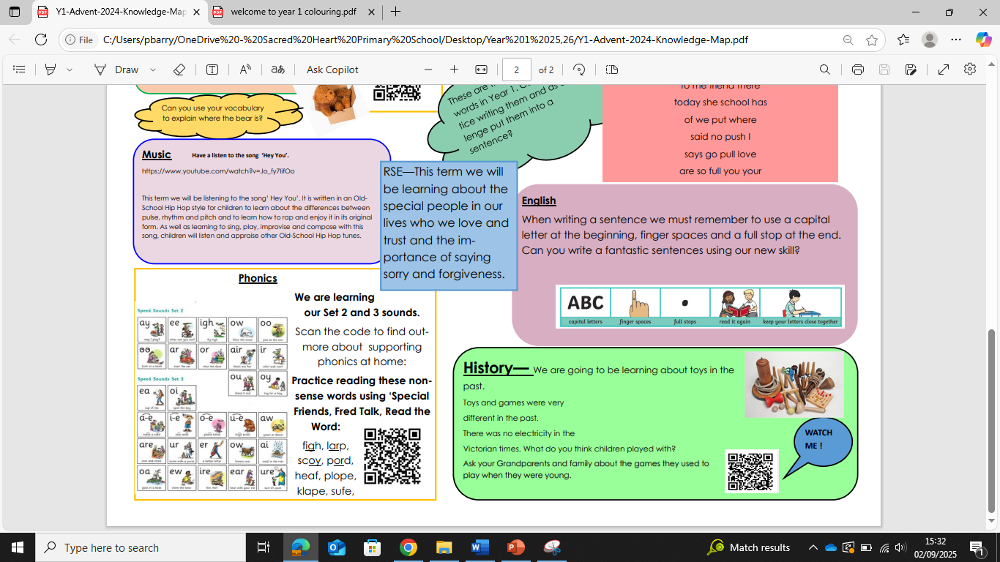 Y1-Advent-2024-Knowledge-Map
welcome to year 1 colouring.pdf
File
C:/Users/pbarry/OneDrive%20-%20Sacred%20Heart%20Primary%20School/Desktop/Year%201%2025,26/Y1-Advent-2024-Knowledge-Map.pdf
Draw
Ask Copilot
2 of 2
Can you use your vocabulary
to explain where the bear is?
These are
words in Year 1.
tice writing them and as
lenge put them into a
sentence?
to me friend there
today she school has
of we put where
said no push I
says go pull love
are so full you your
Music Have a listen to the song ‘Hey You’.
https://www.youtube.com/watch?v=Jo_fy7IifOo
This term we will be listening to the song’ Hey You’. It is written in an Old-
School Hip Hop style for children to learn about the differences between
pulse, rhythm and pitch and to learn how to rap and enjoy it in its original
form. As well as learning to sing, play, improvise and compose with this
song, children will listen and appraise other Old-School Hip Hop tunes.
RSE—This term we will
be learning about the
special people in our
lives who we love and
trust and the im-
portance of saying
sorry and forgiveness.
English
When writing a sentence we must remember to use a capital
letter at the beginning, finger spaces and a full stop at the end.
Can you write a fantastic sentences using our new skill?
ABC
capital letters finger spaces full stops read it again keep your letters close together
Phonics
We are learning
our Set 2 and 3 sounds.
Scan the code to find out-
more about supporting
phonics at home:
Practice reading these non-
sense words using ‘Special
Friends, Fred Talk, Read the
Word:
figh, larp,
scoy, pord,
heaf, plope,
klape, sufe,
Speed Sounds Set 2
ay ee igh ow oo
may I play? what can you see? fly high blow the snow poo at the zoo
oo ar or air ir
look at a book start the car shut the door that's not fair whirl and twirl
ou oy
shout it out toy for a boy
Speed Sounds Set 3
ea oi
cup of tea spoil the boy
a-e i-e o-e u-e aw
make a cake nice smile phone home huge brute yawn at dawn
are ur er ow ai
care and share nurse with a purse a better letter brown cow snail in the rain
oa ew ire ear ure
goat in a boat chew the stew fire, fire! hear with your ear sure it's pure
History— We are going to be learning about toys in the
past.
Toys and games were very
different in the past.
There was no electricity in the
Victorian times. What do you think children played with?
Ask your Grandparents and family about the games they used to
play when they were young.
WATCH
ME !
Type here to search
Match results
15:32
02/09/2025
1